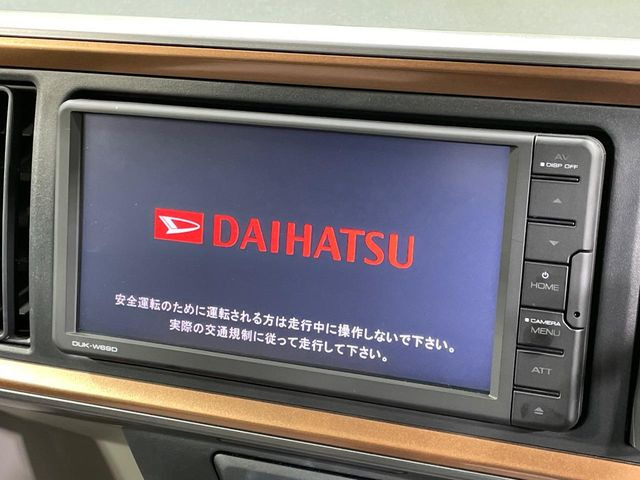 DAIHATSU
安全運転のために運転される方は走行中に操作しないで下さい。
実際の交通規制に従って走行して下さい。
DUK-W69D
AV
DISP OFF
HOME
CAMERA
MENU
ATT